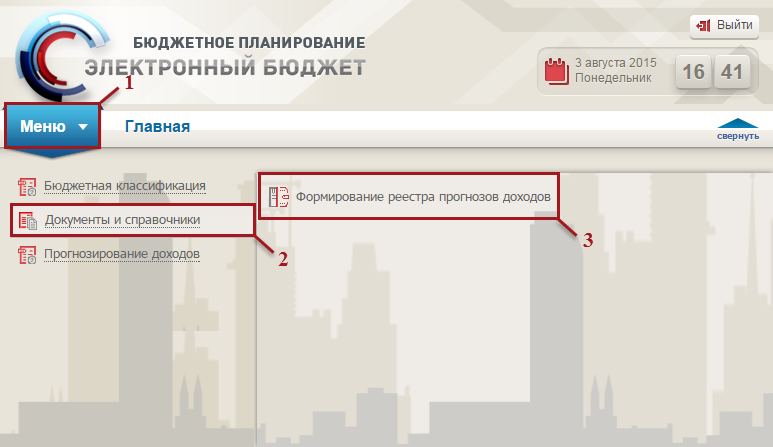 БЮДЖЕТНОЕ ПЛАНИРОВАНИЕ
ЭЛЕКТРОННЫЙ БЮДЖЕТ
Выйти
3 августа 2015
Понедельник
16 41
1
Меню
Главная
свернуть
Бюджетная классификация
Документы и справочники
Прогнозирование доходов
2
Формирование реестра прогнозов доходов
3